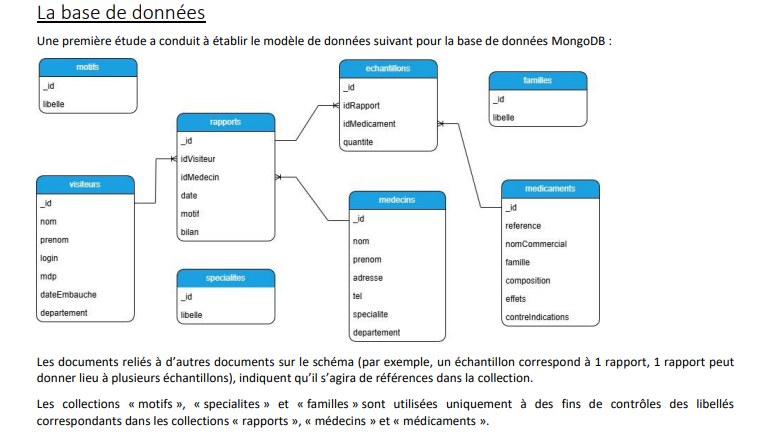 La base de données
Une première étude a conduit à établir le modèle de données suivant pour la base de données MongoDB :
motifs
_id
libelle
echantillons
_id
idRapport
idMedicament
quantite
familles
_id
libelle
rapports
_id
idVisiteur
idMedecin
date
motif
bilan
visiteurs
_id
nom
prenom
login
mdp
dateEmbauche
departement
specialites
_id
libelle
medecins
_id
nom
prenom
adresse
tel
specialite
departement
medicaments
_id
reference
nomCommercial
famille
composition
effets
contreIndications
Les documents reliés à d'autres documents sur le schéma (par exemple, un échantillon correspond à 1 rapport, 1 rapport peut
donner lieu à plusieurs échantillons), indiquent qu'il s'agira de références dans la collection.
Les collections « motifs », « specialites » et « familles » sont utilisées uniquement à des fins de contrôles des libellés
correspondants dans les collections « rapports », « médecins » et « médicaments ».